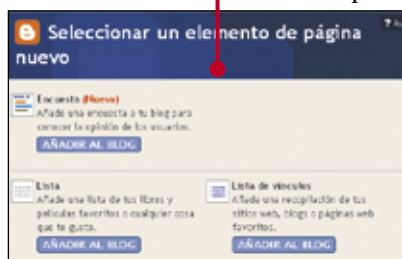 Seleccionar un elemento de página
nuevo
Encuesta (Nuevo)
Añade una encuesta a tu blog para
conocer la opinión de los usuarios.
AÑADIR AL BLOG
Lista
Añade una lista de tus libros y
películas favoritos o cualquier cosa
que te guste.
AÑADIR AL BLOG
Lista de vínculos
Añade una recopilación de tus
sitios web, blogs o páginas web
favoritos.
AÑADIR AL BLOG